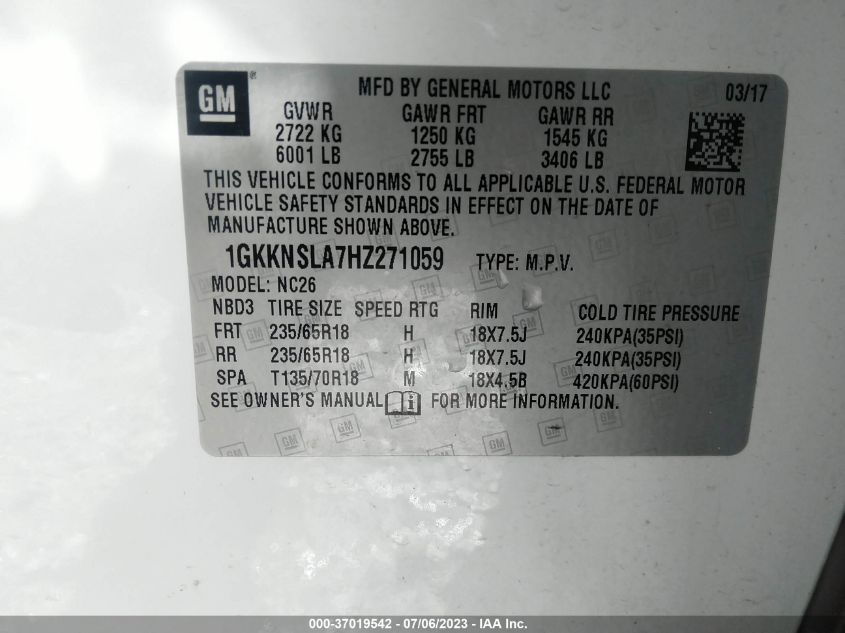 GM ® MFD BY GENERAL MOTORS LLC 03/17
GVWR GAWR FRT GAWR RR
2722 KG 1250 KG 1545 KG
6001 LB 2755 LB 3406 LB
THIS VEHICLE CONFORMS TO ALL APPLICABLE U.S. FEDERAL MOTOR
VEHICLE SAFETY STANDARDS IN EFFECT ON THE DATE OF
MANUFACTURE SHOWN ABOVE.
1GKKNSLA7HZ271059 TYPE: M.P.V.
MODEL: NC26
NBD3 TIRE SIZE SPEED RTG RIM COLD TIRE PRESSURE
FRT 235/65R18 H 18X7.5J 240KPA(35PSI)
RR 235/65R18 H 18X7.5J 240KPA(35PSI)
SPA T135/70R18 M 18X4.5B 420KPA(60PSI)
SEE OWNER'S MANUAL i FOR MORE INFORMATION.
000-37019542 - 07/06/2023 - IAA Inc.